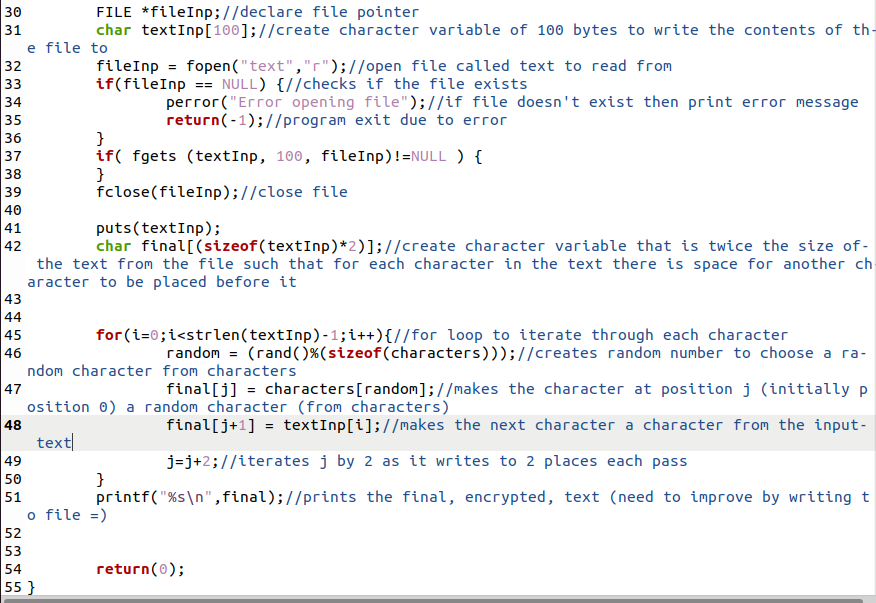 30 FILE *fileInp;//declare file pointer
31 char textInp[100];//create character variable of 100 bytes to write the contents of th-
e file to
32 fileInp = fopen("text","r");//open file called text to read from
33 if(fileInp == NULL) {//checks if the file exists
34 perror("Error opening file");//if file doesn't exist then print error message
35 return(-1);//program exit due to error
36 }
37 if( fgets (textInp, 100, fileInp)!=NULL ) {
38 }
39 fclose(fileInp);//close file
40
41 puts(textInp);
42 char final[(sizeof(textInp)*2)];//create character variable that is twice the size of-
the text from the file such that for each character in the text there is space for another ch
aracter to be placed before it
43
44
45 for(i=0;i<strlen(textInp)-1;i++){//for loop to iterate through each character
46 random = (rand()%(sizeof(characters)));//creates random number to choose a ra-
ndom character from characters
47 final[j] = characters[random];//makes the character at position j (initially p
osition 0) a random character (from characters)
48 final[j+1] = textInp[i];//makes the next character a character from the input-
text
49 j=j+2;//iterates j by 2 as it writes to 2 places each pass
50 }
51 printf("%s\n",final);//prints the final, encrypted, text (need to improve by writing t
o file =)
52
53
54 return(0);
55 }